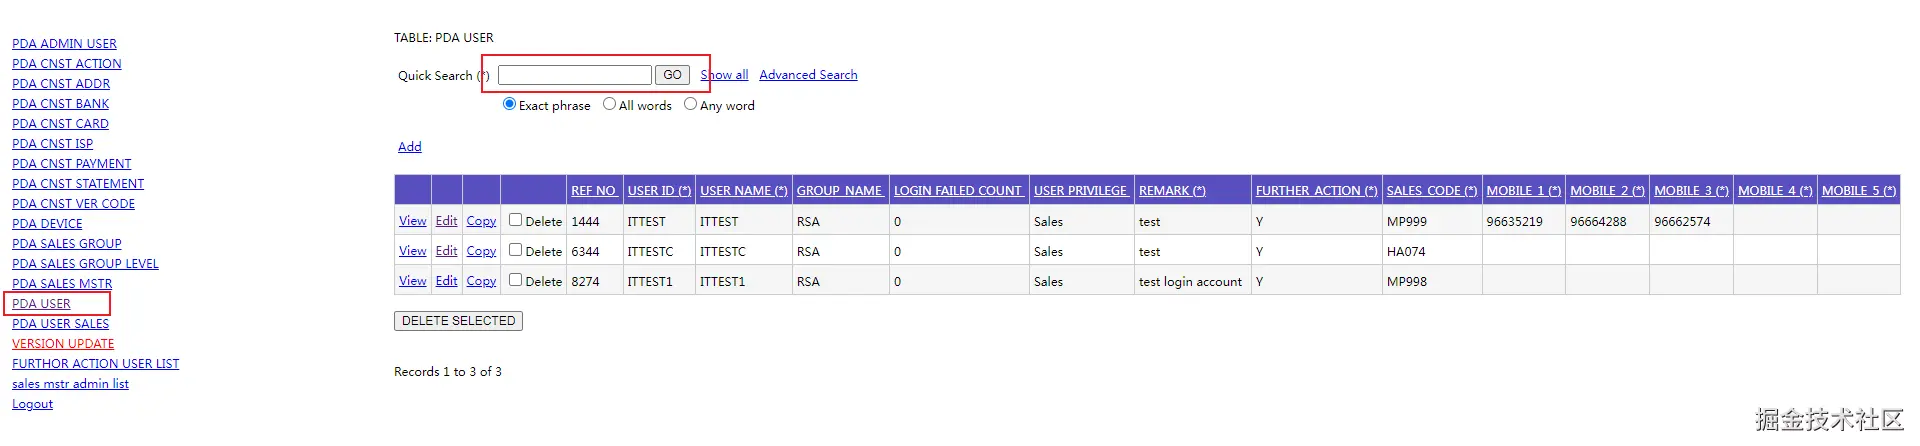 PDA ADMIN USER
PDA CNST ACTION
PDA CNST ADDR
PDA CNST BANK
PDA CNST CARD
PDA CNST ISP
PDA CNST PAYMENT
PDA CNST STATEMENT
PDA CNST VER CODE
PDA DEVICE
PDA SALES GROUP
PDA SALES GROUP LEVEL
PDA SALES MSTR
PDA USER
PDA USER SALES
VERSION UPDATE
FURTHOR ACTION USER LIST
sales mstr admin list
Logout
TABLE: PDA USER
Quick Search (*) GO Show all Advanced Search
Exact phrase All words Any word
Add
REF NO USER ID (*) USER NAME (*) GROUP NAME LOGIN FAILED COUNT USER PRIVILEGE REMARK (*) FURTHER ACTION (*) SALES CODE (*) MOBILE 1 (*) MOBILE 2 (*) MOBILE 3 (*) MOBILE 4 (*) MOBILE 5 (*)
View Edit Copy Delete 1444 ITTEST ITTEST RSA 0 Sales test Y MP999 96635219 96664288 96662574
View Edit Copy Delete 6344 ITTESTC ITTESTC RSA 0 Sales test Y HA074
View Edit Copy Delete 8274 ITTEST1 ITTEST1 RSA 0 Sales test login account Y MP998
DELETE SELECTED
Records 1 to 3 of 3
掘金技术社区